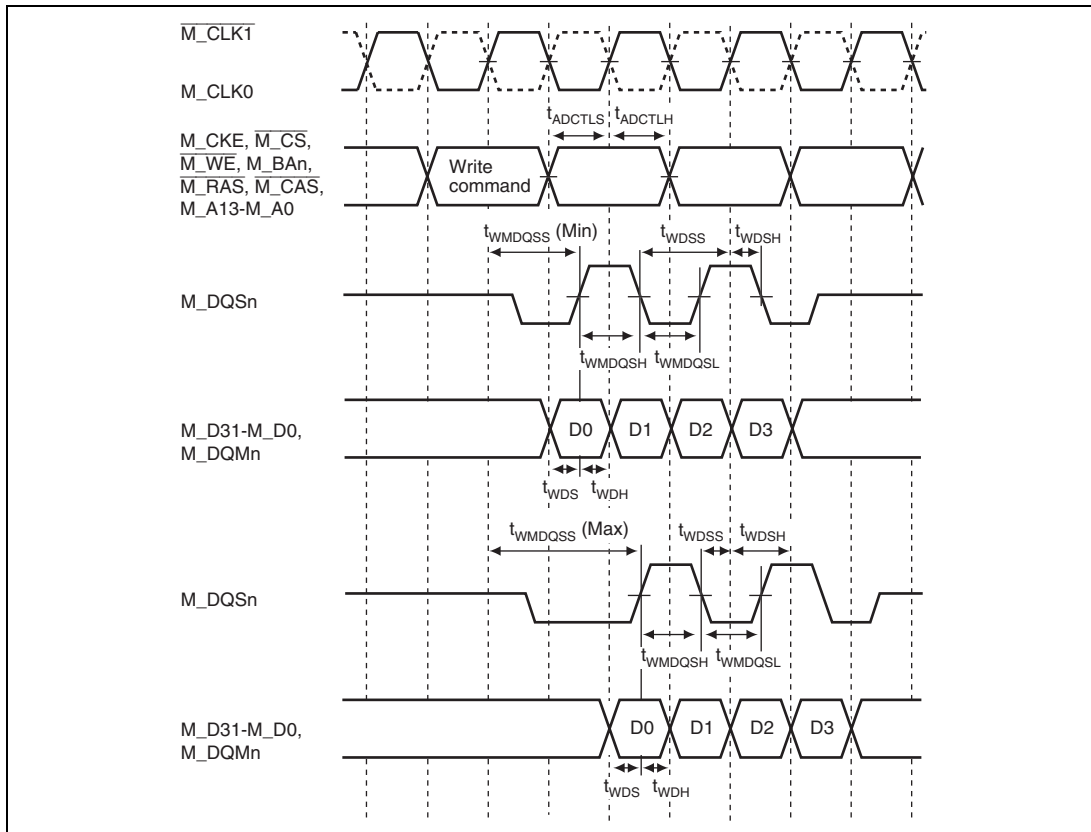 M_CLK1
M_CLK0
tADCTLS tADCTLH
M_CKE, M_CS,
M_WE, M_BAn,
M_RAS, M_CAS,
M_A13-M_A0
Write
command
tWMDQSS (Min) tWDSS tWDSH
M_DQSn
tWMDQSH tWMDQSL
M_D31-M_D0,
M_DQMn
D0 D1 D2 D3
tWDS tWDH
tWMDQSS (Max) tWDSS tWDSH
M_DQSn
tWMDQSH tWMDQSL
M_D31-M_D0,
M_DQMn
D0 D1 D2 D3
tWDS tWDH